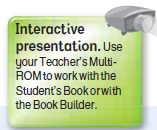 Interactive
presentation. Use
your Teacher's Multi-
ROM to work with the
Student's Book or with
the Book Builder.